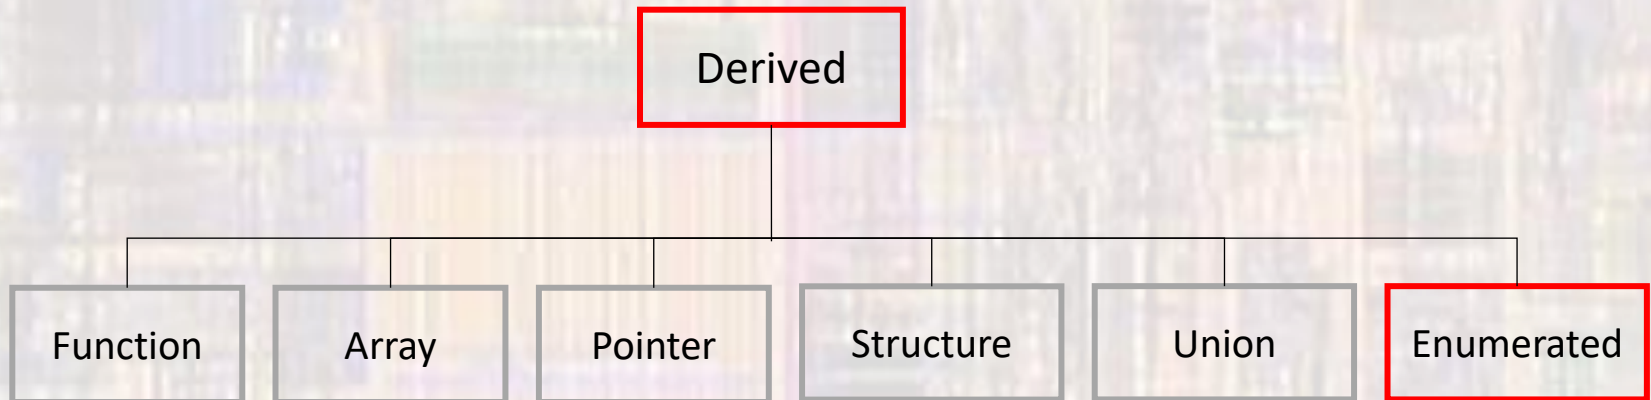 Derived
Function
Array
Pointer
Structure
Union
Enumerated